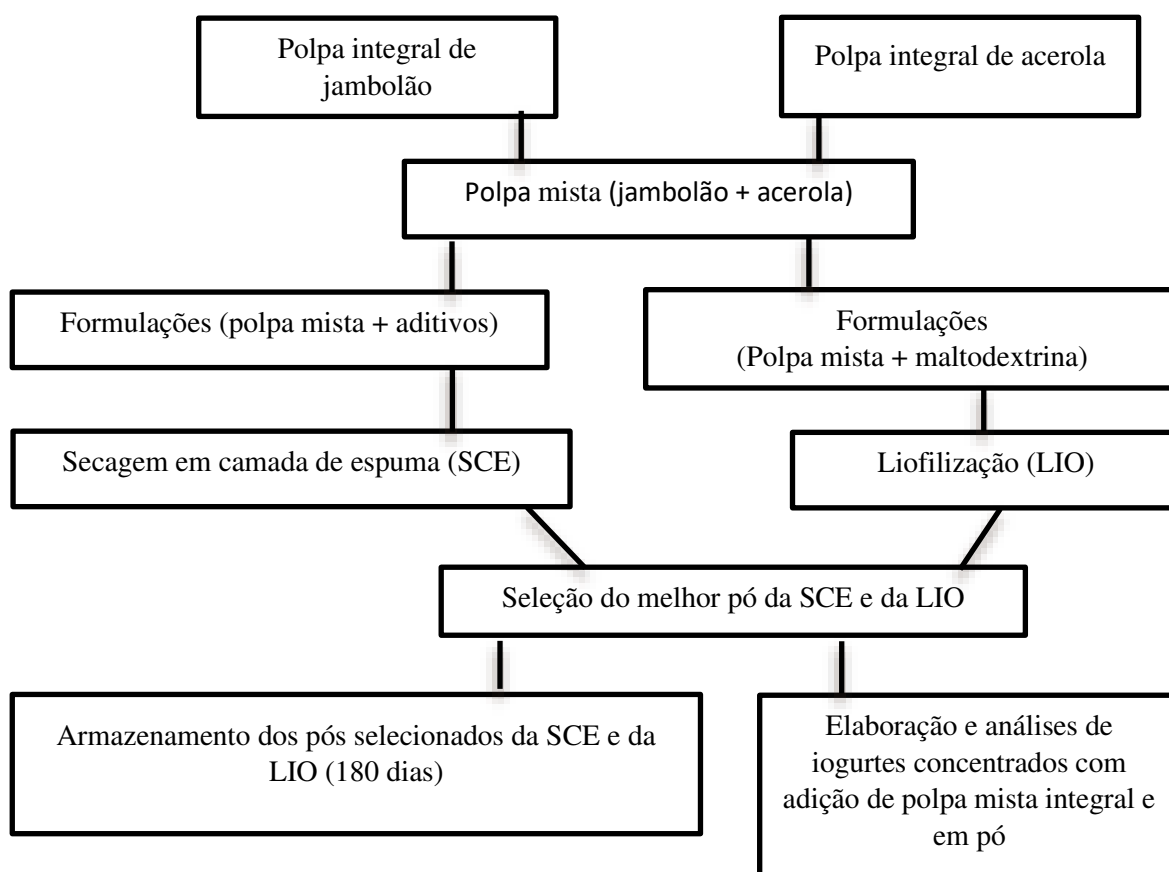 Polpa integral de
jambolão
Polpa integral de acerola
Polpa mista (jambolão + acerola)
Formulações (polpa mista + aditivos)
Formulações
(Polpa mista + maltodextrina)
Secagem em camada de espuma (SCE)
Liofilização (LIO)
Seleção do melhor pó da SCE e da LIO
Armazenamento dos pós selecionados da SCE e da
LIO (180 dias)
Elaboração e análises de
iogurtes concentrados com
adição de polpa mista integral e
em pó